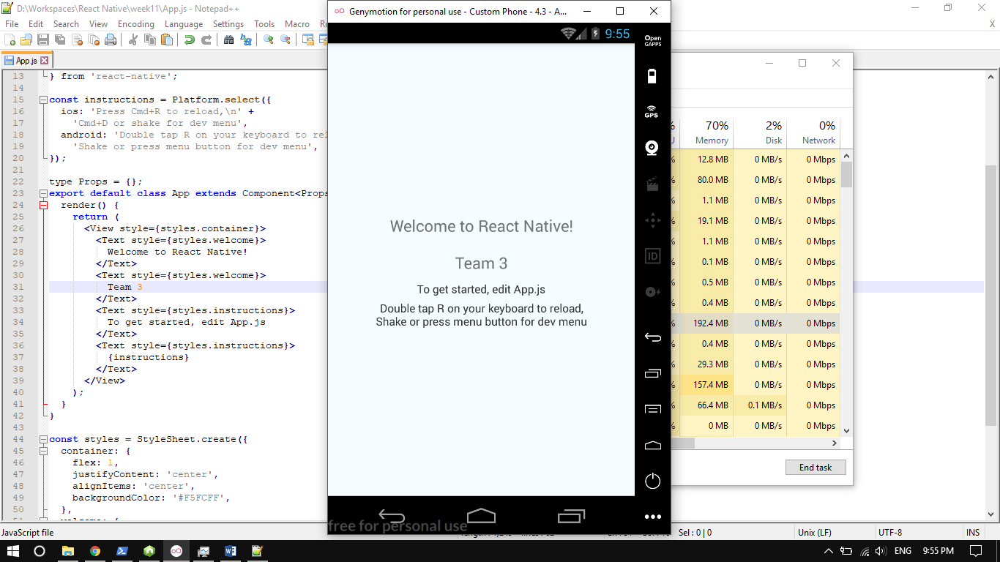 D:\Workspaces\React Native\week11\App.js - Notepad++
File Edit Search View Encoding Language Settings Tools Macro
X
App.js
13 } from 'react-native';
14
15 const instructions = Platform.select({
16 ios: 'Press Cmd+R to reload,\n' +
17 'Cmd+D or shake for dev menu',
18 android: 'Double tap R on your keyboard to
19 'Shake or press menu button for dev menu',
20 });
21
22 type Props = {};
23 export default class App extends Component<Props
24 render() {
25 return (
26 <View style={styles.container}>
27 <Text style={styles.welcome}>
28 Welcome to React Native!
29 </Text>
30 <Text style={styles.welcome}>
31 Team 3
32 </Text>
33 <Text style={styles.instructions}>
34 To get started, edit App.js
35 </Text>
36 <Text style={styles.instructions}>
37 {instructions}
38 </Text>
39 </View>
40 );
41 }
42 }
43
44 const styles = StyleSheet.create({
45 container: {
46 flex: 1,
47 justifyContent: 'center',
48 alignItems: 'center',
49 backgroundColor: '#F5FCFF',
50 },
Genymotion for personal use - Custom Phone - 4.3 - A...
9:55
Open
GAPPS
GPS
ID
Welcome to React Native!
Team 3
To get started, edit App.js
Double tap R on your keyboard to reload,
Shake or press menu button for dev menu
free for personal use
70% 2% 0%
Memory Disk Network
12.8 MB 0 MB/s 0 Mbps
80.0 MB 0 MB/s 0 Mbps
1.1 MB 0 MB/s 0 Mbps
19.1 MB 0 MB/s 0 Mbps
1.1 MB 0 MB/s 0 Mbps
0.1 MB 0 MB/s 0 Mbps
0.5 MB 0 MB/s 0 Mbps
0.4 MB 0 MB/s 0 Mbps
192.4 MB 0 MB/s 0 Mbps
0.4 MB 0 MB/s 0 Mbps
29.3 MB 0 MB/s 0 Mbps
157.4 MB 0 MB/s 0 Mbps
66.4 MB 0.1 MB/s 0 Mbps
0 MB 0 MB/s 0 Mbps
End task
JavaScript file
Sel : 0 | 0
Unix (LF)
UTF-8
INS
ENG
9:55 PM